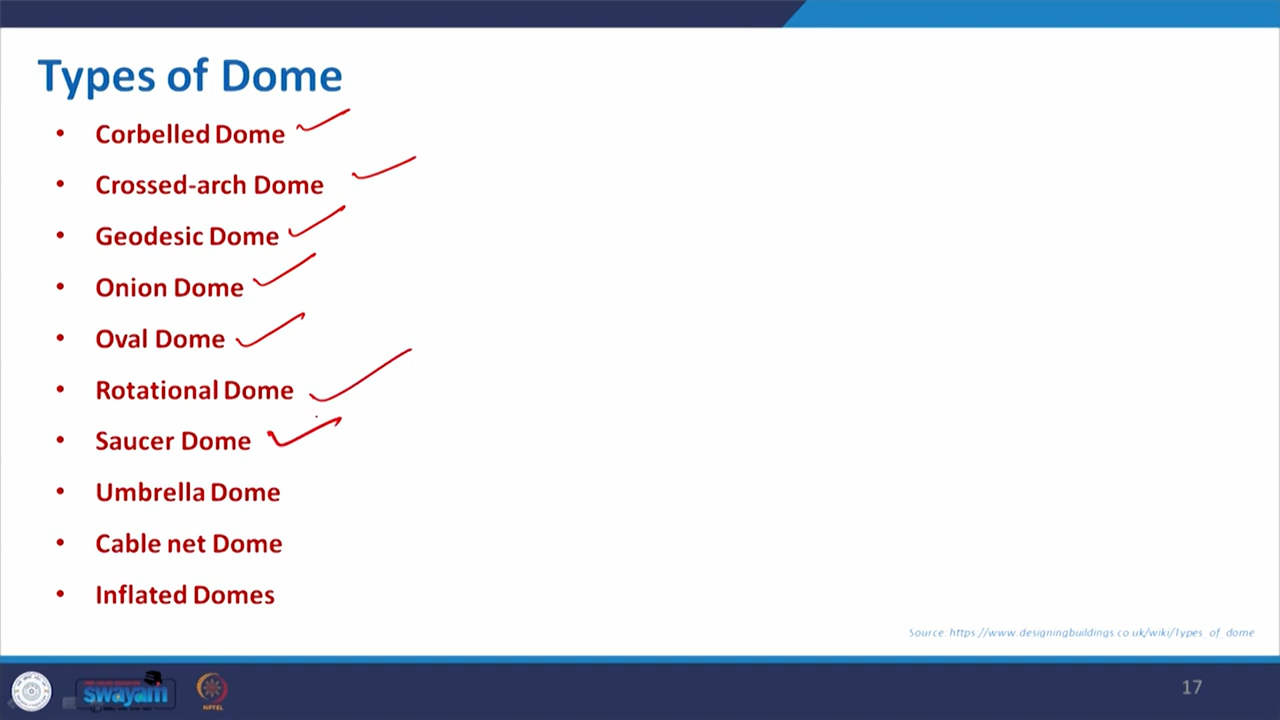 Types of Dome
• Corbelled Dome
• Crossed-arch Dome
• Geodesic Dome
• Onion Dome
• Oval Dome
• Rotational Dome
• Saucer Dome
• Umbrella Dome
• Cable net Dome
• Inflated Domes
Source: https://www.designingbuildings.co.uk/wiki/Types_of_dome
swayam
NPTEL
17